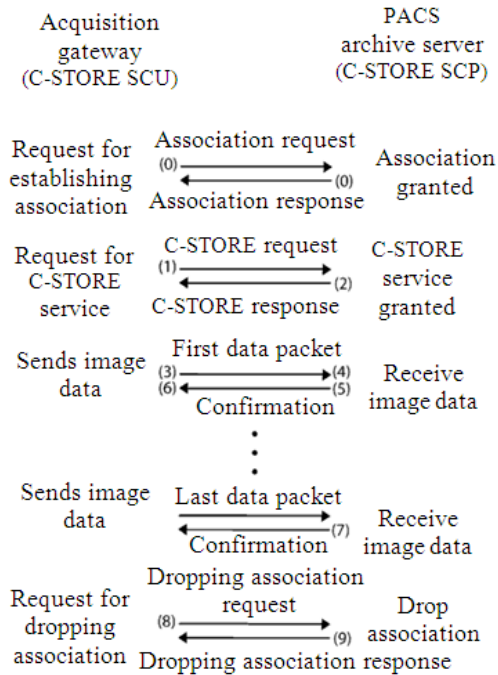 Acquisition
gateway
(C-STORE SCU)
PACS
archive server
(C-STORE SCP)
Request for
establishing
association
Association request
(0)
(0)
Association response
Association
granted
Request for
C-STORE
service
C-STORE request
(1)
(2)
C-STORE response
C-STORE
service
granted
Sends image
data
First data packet
(3) (4)
(6) (5)
Confirmation
Receive
image data
Sends image
data
Last data packet
(7)
Confirmation
Receive
image data
Request for
dropping
association
Dropping association
request
(8)
(9)
Dropping association response
Drop
association